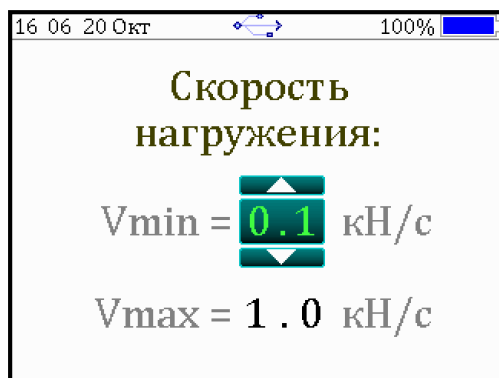 16 06 20 Окт 100%
Скорость
нагружения:
Vmin = 0.1 кН/с
Vmax = 1.0 кН/с